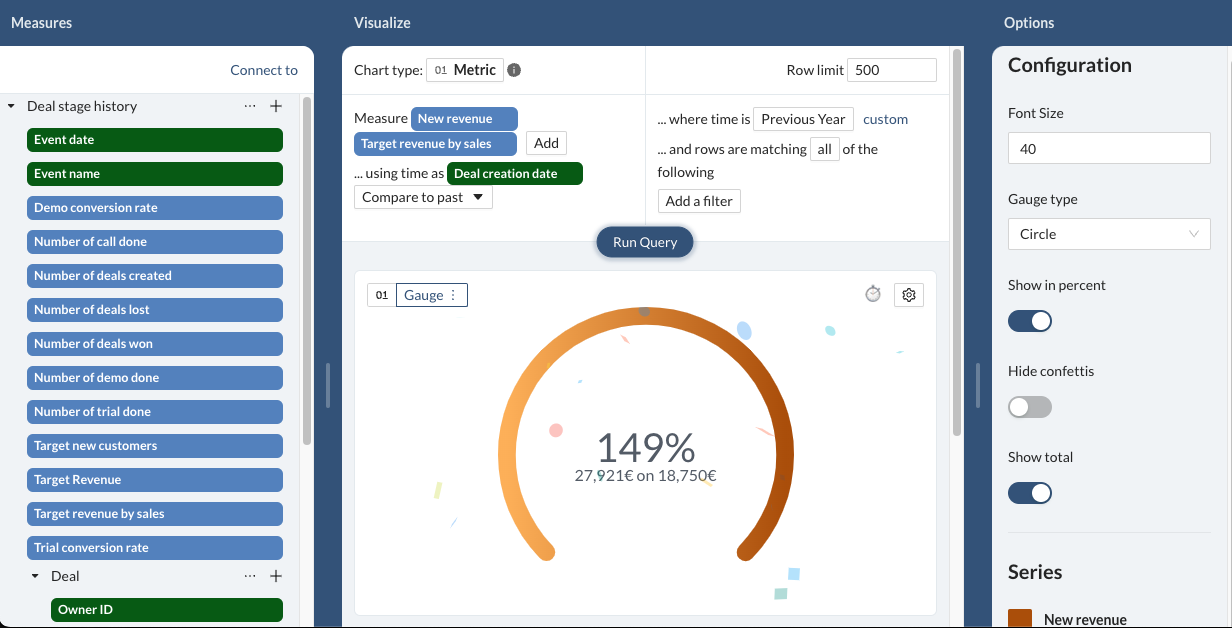 Measures
Connect to
Deal stage history ... +
Event date
Event name
Demo conversion rate
Number of call done
Number of deals created
Number of deals lost
Number of deals won
Number of demo done
Number of trial done
Target new customers
Target Revenue
Target revenue by sales
Trial conversion rate
Deal ... +
Owner ID
Visualize
Chart type: 01 Metric
Row limit 500
Measure New revenue
Target revenue by sales Add
... using time as Deal creation date
Compare to past
... where time is Previous Year custom
... and rows are matching all of the
following
Add a filter
Run Query
01 Gauge
149%
27,921€ on 18,750€
Options
Configuration
Font Size
40
Gauge type
Circle
Show in percent
Hide confettis
Show total
Series
New revenue